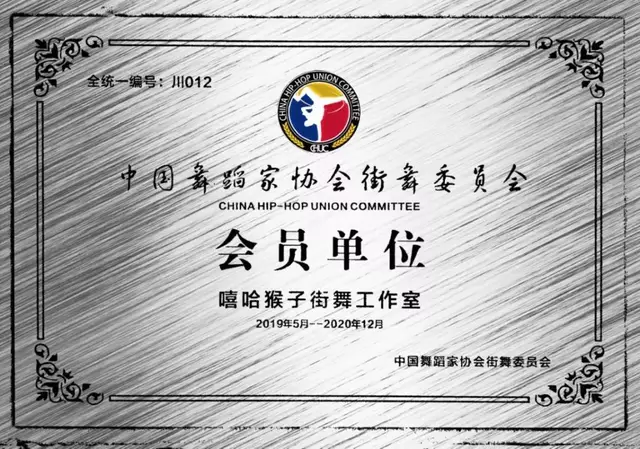 全统一编号：川012
CHINA HIP-HOP UNION COMMITTEE
CHUC
中国舞蹈家协会街舞委员会
CHINA HIP-HOP UNION COMMITTEE
会员单位
嘻哈猴子街舞工作室
2019年5月--2020年12月
中国舞蹈家协会街舞委员会